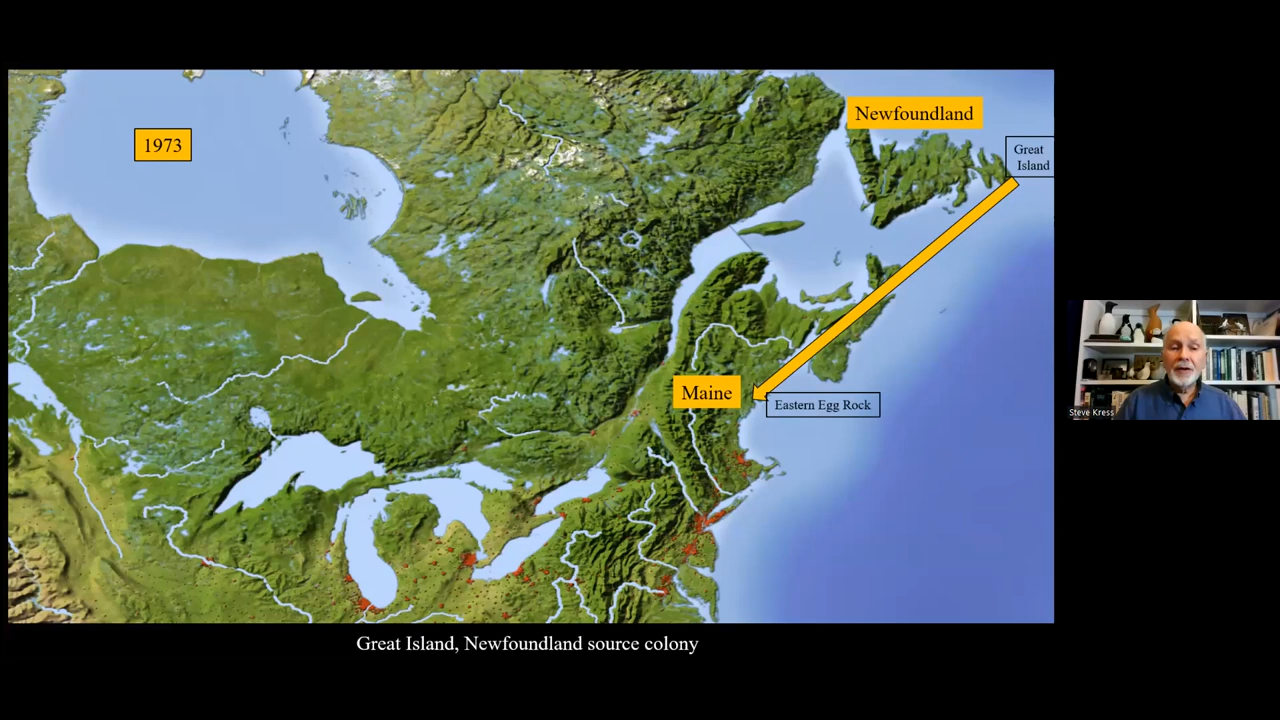 1973
Newfoundland
Great
Island
Maine
Eastern Egg Rock
Steve Kress
Great Island, Newfoundland source colony